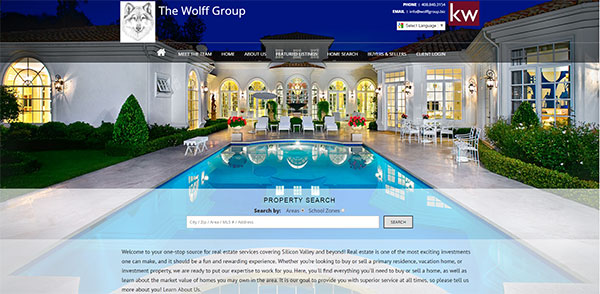 The Wolff Group
PHONE | 408.840.3154
EMAIL | info@wolffgroup.biz
Select Language
kw
MEET THE TEAM HOME ABOUT US FEATURED LISTINGS HOME SEARCH BUYERS & SELLERS CLIENT LOGIN
PROPERTY SEARCH
Search by: Areas School Zones
City / Zip / Area / MLS # / Address SEARCH
Welcome to your one-stop source for real estate services covering Silicon Valley and beyond! Real estate is one of the most exciting investments
one can make, and it should be a fun and rewarding experience. Whether you're looking to buy or sell a primary residence, vacation home, or
investment property, we are ready to put our expertise to work for you. Here, you'll find everything you'll need to buy or sell a home, as well as
learn about the market value of homes you may own in the area. It is our goal to provide you with superior service at all times, so please tell us
more about you! Learn About Us.